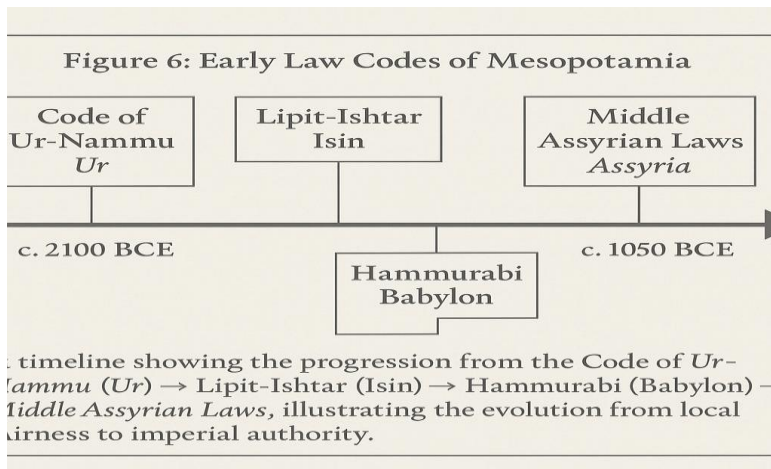 Figure 6: Early Law Codes of Mesopotamia
Code of
Ur-Nammu
Ur
Lipit-Ishtar
Isin
Middle
Assyrian Laws
Assyria
c. 2100 BCE
c. 1050 BCE
Hammurabi
Babylon
timeline showing the progression from the Code of Ur-
(Ur) → Lipit-Ishtar (Isin) → Hammurabi (Babylon)
Middle Assyrian Laws, illustrating the evolution from local
to imperial authority.